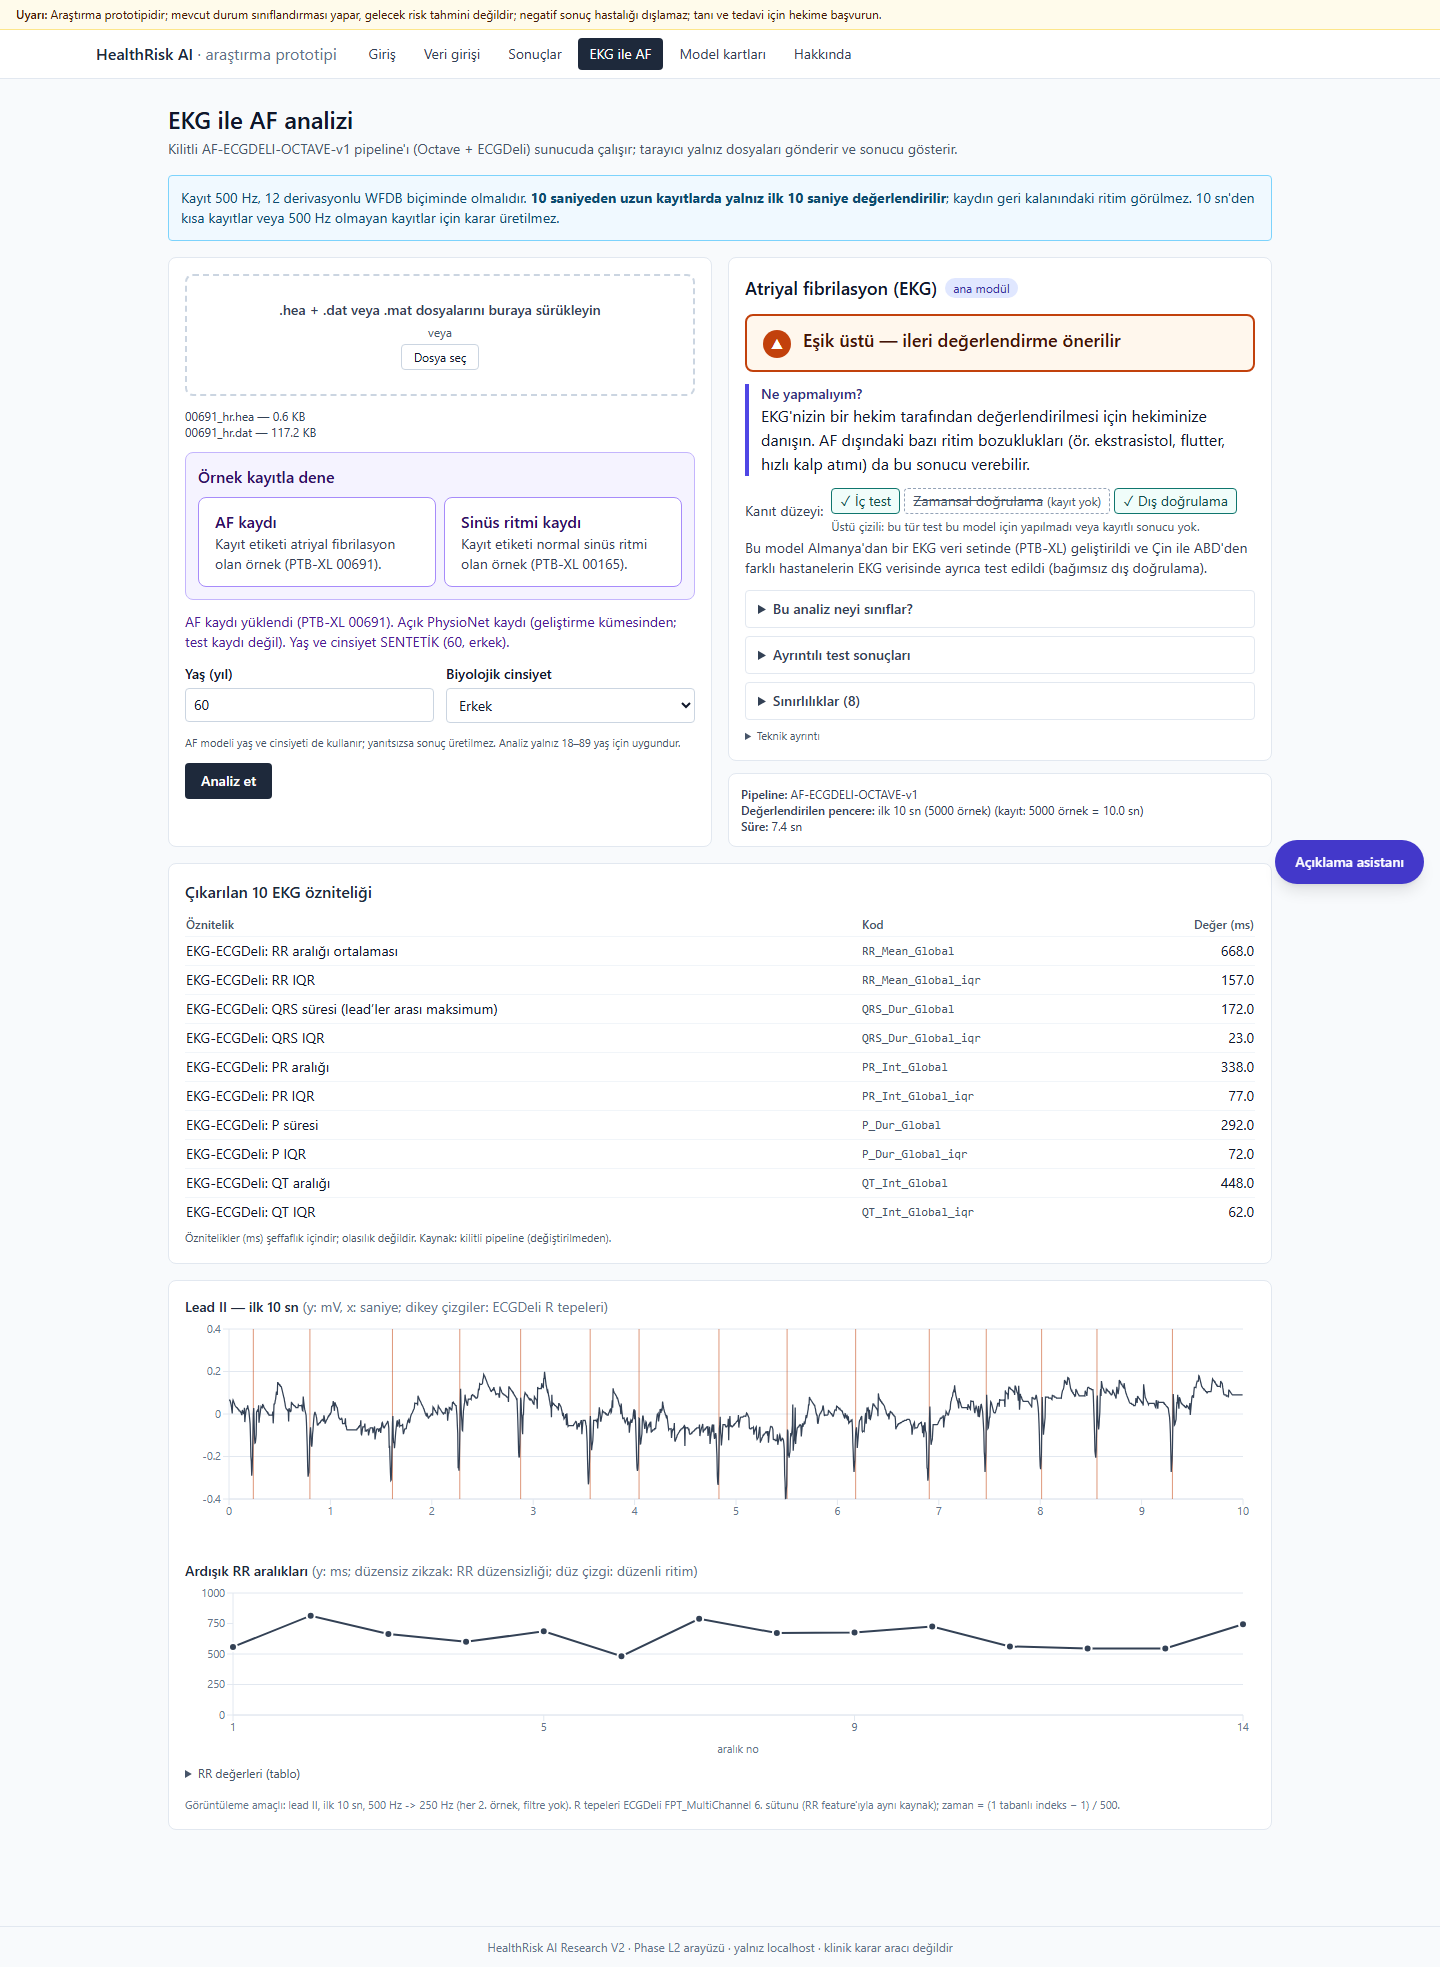 Uyarı: Araştırma prototipidir; mevcut durum sınıflandırması yapar, gelecek risk tahmini değildir; negatif sonuç hastalığı dışlamaz; tanı ve tedavi için hekime başvurun.
HealthRisk AI · araştırma prototipi
Giriş
Veri girişi
Sonuçlar
EKG ile AF
Model kartları
Hakkında
EKG ile AF analizi
Kilitli AF-ECGDELI-OCTAVE-v1 pipeline'ı (Octave + ECGDeli) sunucuda çalışır; tarayıcı yalnız dosyaları gönderir ve sonucu gösterir.
Kayıt 500 Hz, 12 derivasyonlu WFDB biçiminde olmalıdır. 10 saniyeden uzun kayıtlarda yalnız ilk 10 saniye değerlendirilir; kaydın geri kalanındaki ritim görülmez. 10 sn'den
kısa kayıtlar veya 500 Hz olmayan kayıtlar için karar üretilmez.
.hea + .dat veya .mat dosyalarını buraya sürükleyin
veya
Dosya seç
00691_hr.hea — 0.6 KB
00691_hr.dat — 117.2 KB
Örnek kayıtla dene
AF kaydı
Kayıt etiketi atriyal fibrilasyon
olan örnek (PTB-XL 00691).
Sinüs ritmi kaydı
Kayıt etiketi normal sinüs ritmi
olan örnek (PTB-XL 00165).
AF kaydı yüklendi (PTB-XL 00691). Açık PhysioNet kaydı (geliştirme kümesinden;
test kaydı değil). Yaş ve cinsiyet SENTETİK (60, erkek).
Yaş (yıl)
60
Biyolojik cinsiyet
Erkek
AF modeli yaş ve cinsiyeti de kullanır; yanıtsızsa sonuç üretilmez. Analiz yalnız 18–89 yaş için uygundur.
Analiz et
Atriyal fibrilasyon (EKG) ana modül
Eşik üstü — ileri değerlendirme önerilir
Ne yapmalıyım?
EKG'nizin bir hekim tarafından değerlendirilmesi için hekiminize
danışın. AF dışındaki bazı ritim bozuklukları (ör. ekstrasistol, flutter,
hızlı kalp atımı) da bu sonucu verebilir.
Kanıt düzeyi: ✓ İç test Zamansal doğrulama (kayıt yok) ✓ Dış doğrulama
Üstü çizili: bu tür test bu model için yapılmadı veya kayıtlı sonucu yok.
Bu model Almanya'dan bir EKG veri setinde (PTB-XL) geliştirildi ve Çin ile ABD'den
farklı hastanelerin EKG verisinde ayrıca test edildi (bağımsız dış doğrulama).
▶ Bu analiz neyi sınıflar?
▶ Ayrıntılı test sonuçları
▶ Sınırlılıklar (8)
▶ Teknik ayrıntı
Pipeline: AF-ECGDELI-OCTAVE-v1
Değerlendirilen pencere: ilk 10 sn (5000 örnek) (kayıt: 5000 örnek = 10.0 sn)
Süre: 7.4 sn
Açıklama asistanı
Çıkarılan 10 EKG özniteliği
Öznitelik Kod Değer (ms)
EKG-ECGDeli: RR aralığı ortalaması RR_Mean_Global 668.0
EKG-ECGDeli: RR IQR RR_Mean_Global_iqr 157.0
EKG-ECGDeli: QRS süresi (lead'ler arası maksimum) QRS_Dur_Global 172.0
EKG-ECGDeli: QRS IQR QRS_Dur_Global_iqr 23.0
EKG-ECGDeli: PR aralığı PR_Int_Global 338.0
EKG-ECGDeli: PR IQR PR_Int_Global_iqr 77.0
EKG-ECGDeli: P süresi P_Dur_Global 292.0
EKG-ECGDeli: P IQR P_Dur_Global_iqr 72.0
EKG-ECGDeli: QT aralığı QT_Int_Global 448.0
EKG-ECGDeli: QT IQR QT_Int_Global_iqr 62.0
Öznitelikler (ms) şeffaflık içindir; olasılık değildir. Kaynak: kilitli pipeline (değiştirilmeden).
Lead II — ilk 10 sn (y: mV, x: saniye; dikey çizgiler: ECGDeli R tepeleri)
0.4
0.2
0
-0.2
-0.4
0 1 2 3 4 5 6 7 8 9 10
Ardışık RR aralıkları (y: ms; düzensiz zikzak: RR düzensizliği; düz çizgi: düzenli ritim)
1000
750
500
250
0
1 5 9 14
aralık no
▶ RR değerleri (tablo)
Görüntüleme amaçlı: lead II, ilk 10 sn, 500 Hz -> 250 Hz (her 2. örnek, filtre yok). R tepeleri ECGDeli FPT_MultiChannel 6. sütunu (RR feature'ıyla aynı kaynak); zaman = (1 tabanlı indeks − 1) / 500.
HealthRisk AI Research V2 · Phase L2 arayüzü · yalnız localhost · klinik karar aracı değildir